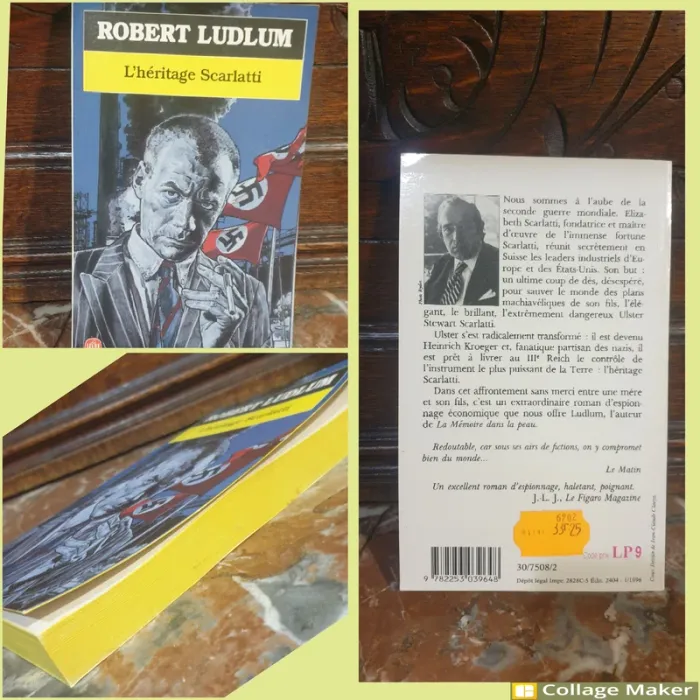 ROBERT LUDLUM
L'héritage Scarlatti
ROBERT LUDLUM
L'héritage Scarlatti
Nous sommes à l'aube de la
seconde guerre mondiale. Eliza-
beth Scarlatti, fondatrice et maître
d'œuvre de l'immense fortune
Scarlatti, réunit secrètement en
Suisse les leaders industriels d'Eu-
rope et des États-Unis. Son but :
un ultime coup de dés, désespéré,
pour sauver le monde des plans
machiavéliques de son fils, l'élé-
gant, le brillant, l'extrêmement dangereux Ulster
Stewart Scarlatti.
Ulster s'est radicalement transformé : il est devenu
Heinrich Kroeger et, fanatique partisan des nazis, il
est prêt à livrer au IIIe Reich le contrôle de
l'instrument le plus puissant de la Terre : l'héritage
Scarlatti.
Dans cet affrontement sans merci entre une mère
et son fils, c'est un extraordinaire roman d'espion-
nage économique que nous offre Ludlum, l'auteur
de La Mémoire dans la peau.
Redoutable, car sous ses airs de fictions, on y compromet
bien du monde...
Le Matin
Un excellent roman d'espionnage, haletant, poignant.
J.-L. J., Le Figaro Magazine
Code prix LP9
9 782253 039648
30/7508/2
Collage Maker